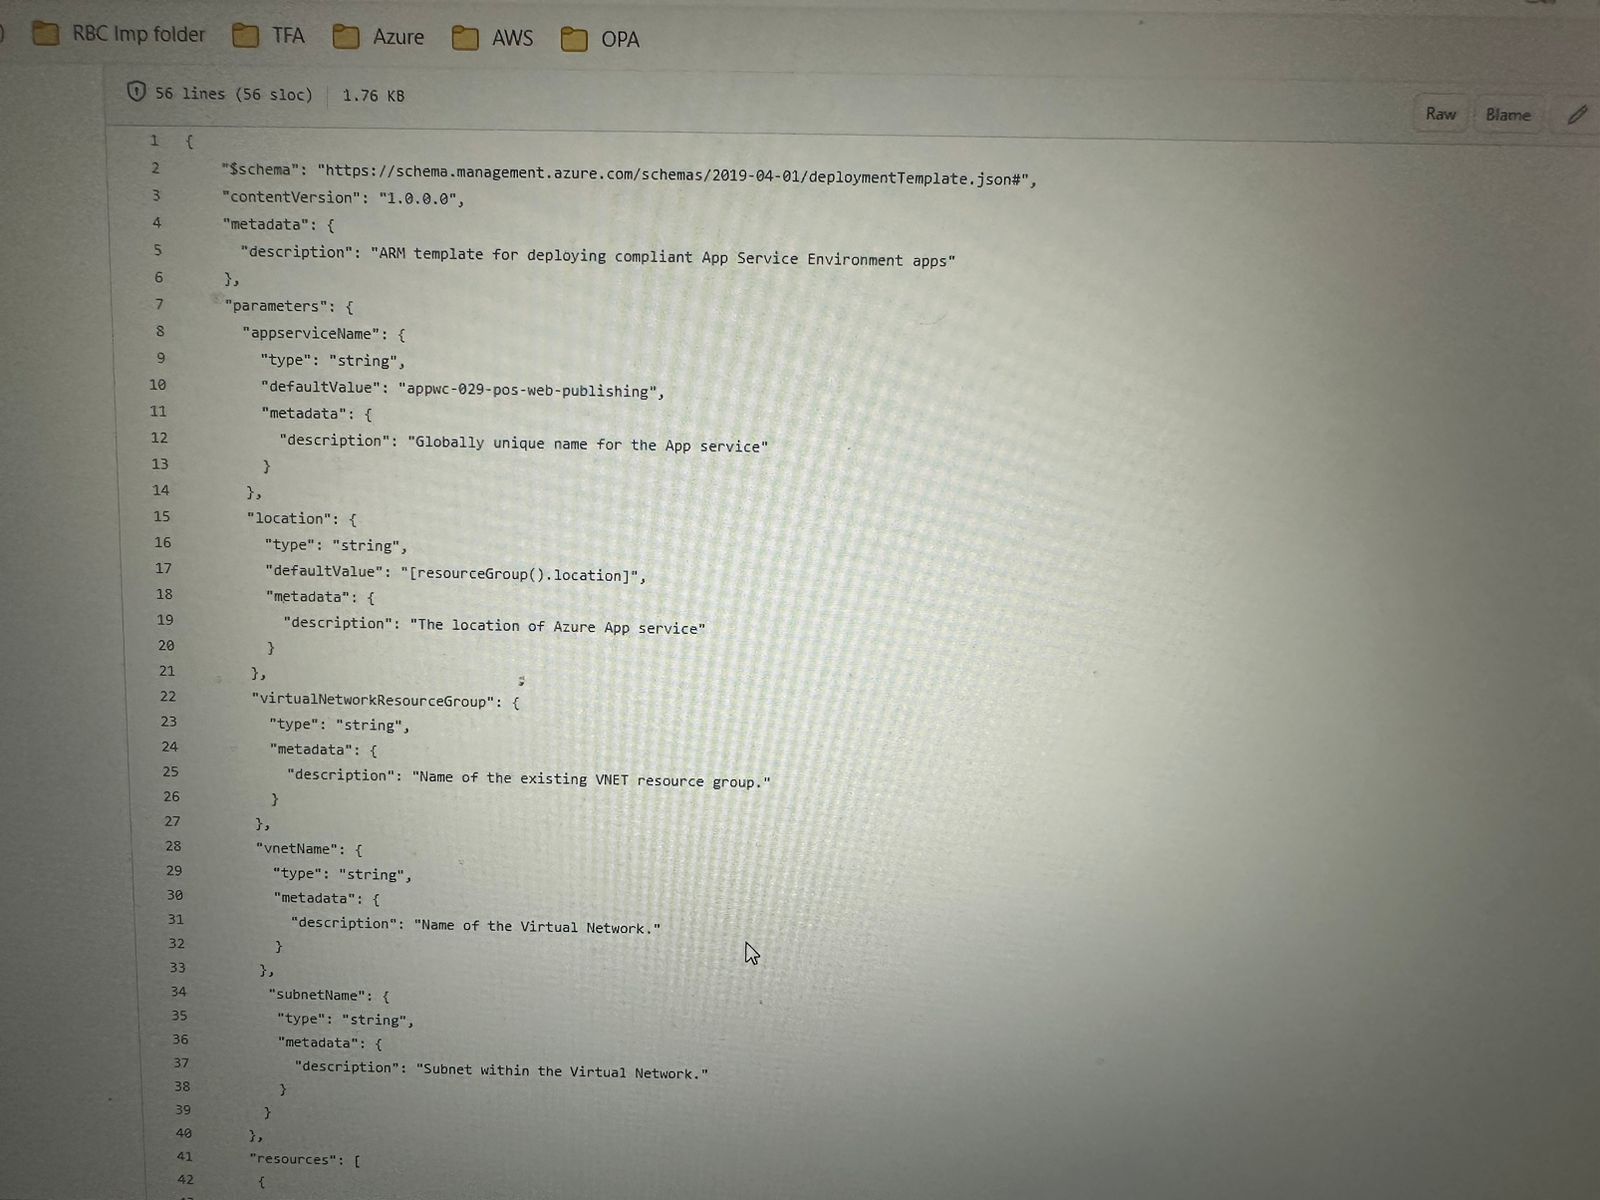 RBC Imp folder TFA Azure AWS OPA
56 lines (56 sloc) 1.76 KB
Raw Blame
1 {
2 "$schema": "https://schema.management.azure.com/schemas/2019-04-01/deploymentTemplate.json#",
3 "contentVersion": "1.0.0.0",
4 "metadata": {
5 "description": "ARM template for deploying compliant App Service Environment apps"
6 },
7 "parameters": {
8 "appserviceName": {
9 "type": "string",
10 "defaultValue": "appwc-029-pos-web-publishing",
11 "metadata": {
12 "description": "Globally unique name for the App service"
13 }
14 },
15 "location": {
16 "type": "string",
17 "defaultValue": "[resourceGroup().location]",
18 "metadata": {
19 "description": "The location of Azure App service"
20 }
21 },
22 "virtualNetworkResourceGroup": {
23 "type": "string",
24 "metadata": {
25 "description": "Name of the existing VNET resource group."
26 }
27 },
28 "vnetName": {
29 "type": "string",
30 "metadata": {
31 "description": "Name of the Virtual Network."
32 }
33 },
34 "subnetName": {
35 "type": "string",
36 "metadata": {
37 "description": "Subnet within the Virtual Network."
38 }
39 }
40 },
41 "resources": [
42 {